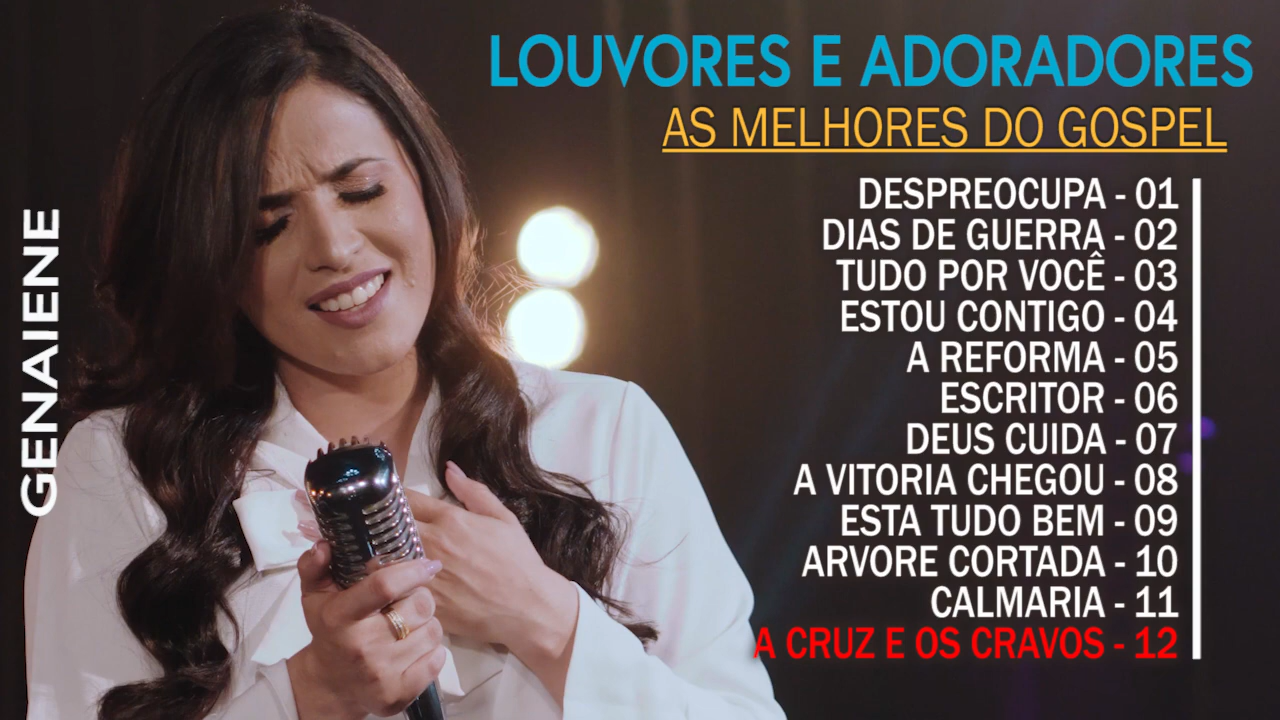 GENAIENE
LOUVORES E ADORADORES
AS MELHORES DO GOSPEL
DESPREOCUPA - 01
DIAS DE GUERRA - 02
TUDO POR VOCÊ - 03
ESTOU CONTIGO - 04
A REFORMA - 05
ESCRITOR - 06
DEUS CUIDA - 07
A VITORIA CHEGOU - 08
ESTA TUDO BEM - 09
ARVORE CORTADA - 10
CALMARIA - 11
A CRUZ E OS CRAVOS - 12